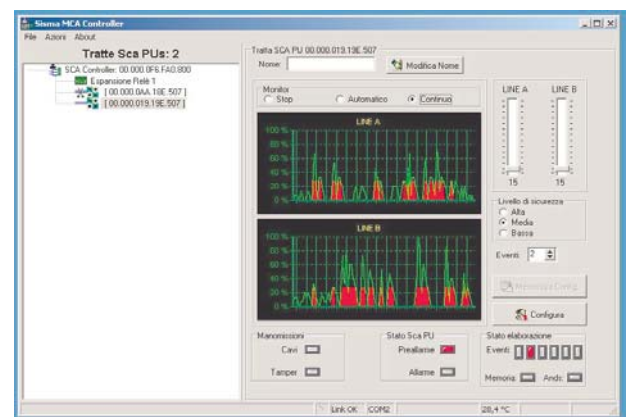 Sisma MCA Controller
File Azioni About
Tratte Sca PUs: 2
SCA Controller: 00.000.0F6.FA0.800
Espansione Relè 1
[ 00.000.0AA.18E.507 ]
[ 00.000.019.19E.507 ]
Tratta SCA PU 00.000.019.19E.507
Nome:
Modifica Nome
Monitor
Stop
Automatico
Continuo
LINE A
100 %
80 %
60 %
40 %
20 %
0 %
LINE B
100 %
80 %
60 %
40 %
20 %
0 %
LINE A LINE B
15 15
Livello di sicurezza
Alta
Media
Bassa
Eventi: 2
Memorizza Config.
Configura
Manomissioni
Cavi
Tamper
Stato Sca PU
Preallarme
Allarme
Stato elaborazione
Eventi:
Memoria: Andr.:
Link OK COM2 28,4 °C